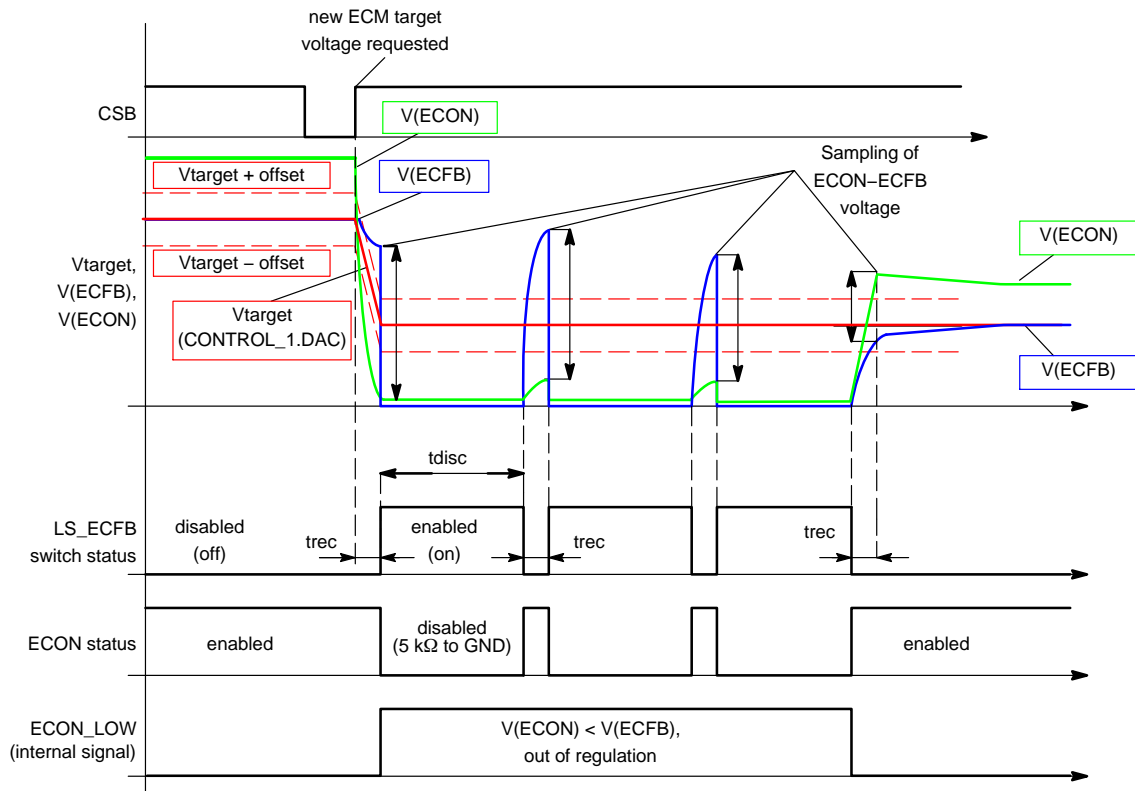 new ECM target
voltage requested
CSB
V(ECON)
Vtarget + offset
V(ECFB)
Sampling of
ECON−ECFB
voltage
Vtarget − offset
V(ECON)
Vtarget,
V(ECFB),
V(ECON)
Vtarget
(CONTROL_1.DAC)
V(ECFB)
tdisc
LS_ECFB
switch status
disabled
(off)
trec
enabled
(on)
trec
trec
ECON status
enabled
disabled
(5 kΩ to GND)
enabled
ECON_LOW
(internal signal)
V(ECON) < V(ECFB),
out of regulation